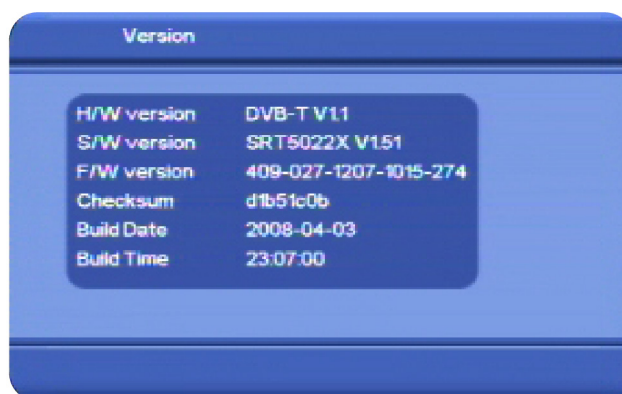 Version
H/W version DVB-T V1.1
S/W version SRT5022X V1.51
F/W version 409-027-1207-1015-274
Checksum d1b51c0b
Build Date 2008-04-03
Build Time 23:07:00